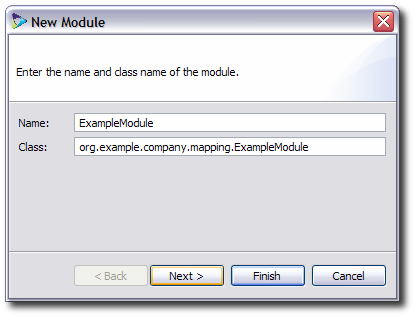 New Module
Enter the name and class name of the module.
Name: ExampleModule
Class: org.example.company.mapping.ExampleModule
< Back Next > Finish Cancel